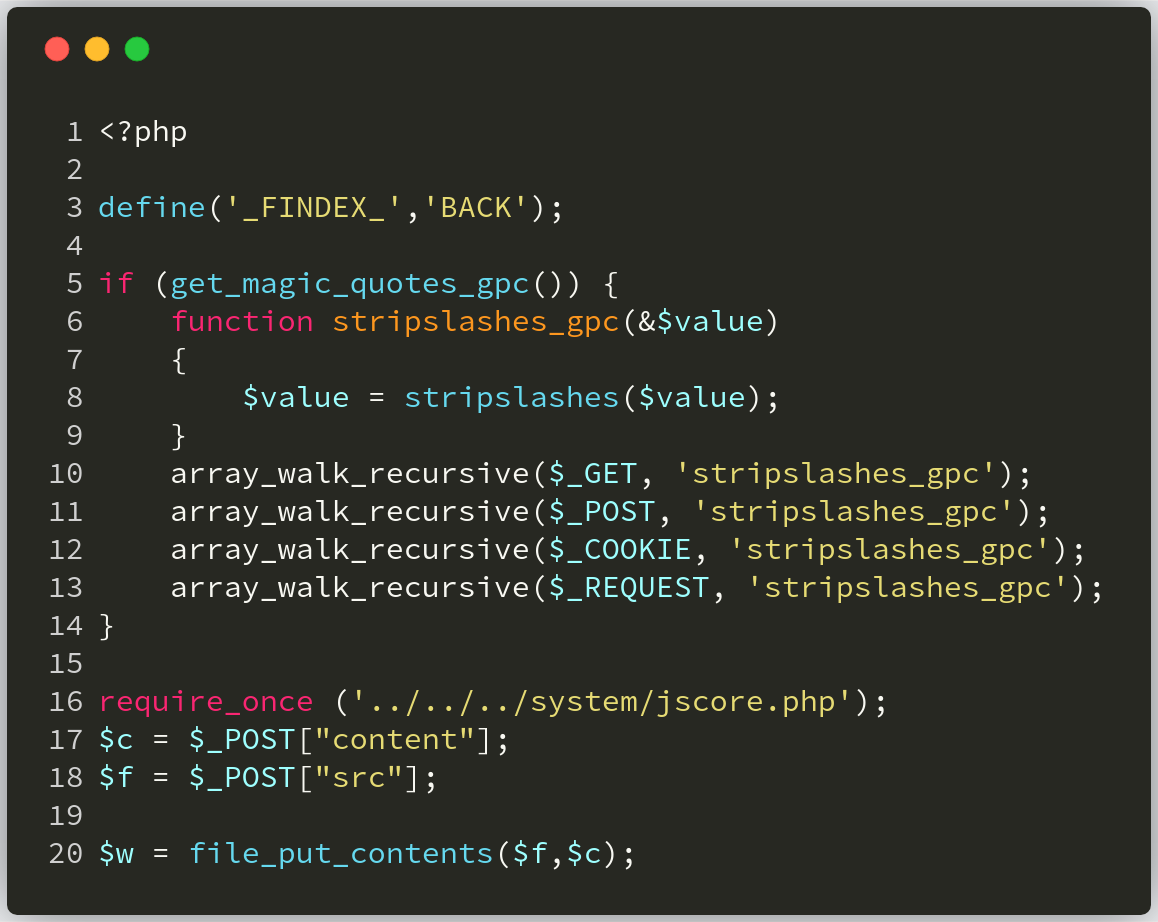 1 <?php
2
3 define('_FINDEX_','BACK');
4
5 if (get_magic_quotes_gpc()) {
6     function stripslashes_gpc(&$value)
7     {
8         $value = stripslashes($value);
9     }
10     array_walk_recursive($_GET, 'stripslashes_gpc');
11     array_walk_recursive($_POST, 'stripslashes_gpc');
12     array_walk_recursive($_COOKIE, 'stripslashes_gpc');
13     array_walk_recursive($_REQUEST, 'stripslashes_gpc');
14 }
15
16 require_once ('../../../system/jscore.php');
17 $c = $_POST["content"];
18 $f = $_POST["src"];
19
20 $w = file_put_contents($f,$c);